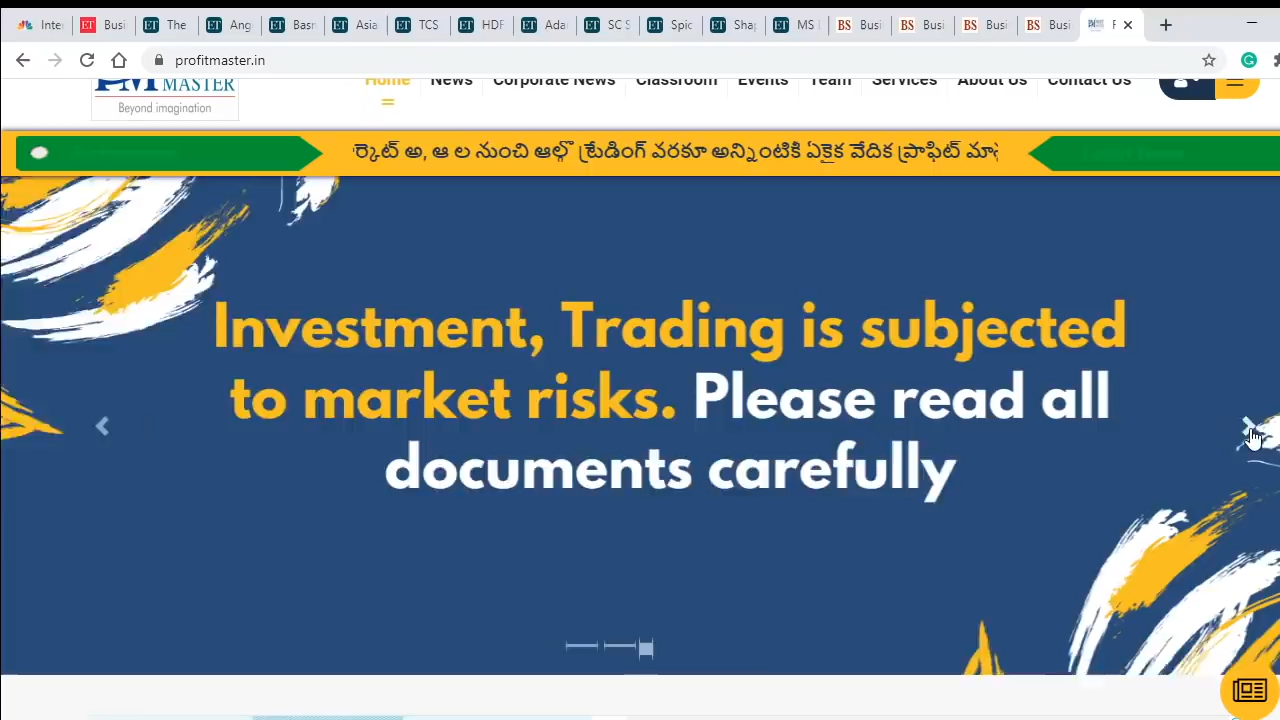 Inte
Busi
The
Ang
Basm
Asia
TCS
HDF
Ada
SC S
Spic
Shap
MS
Busi
Busi
Busi
Busi
profitmaster.in
MASTER
Beyond imagination
Home
News
Corporate News
Classroom
Events
Team
Services
About Us
Contact Us
ర్కెట్ అ, ఆ ల నుంచి ఆల్గో ట్రేడింగ్ వరకూ అన్నింటికి ఏకైక వేదిక ప్రాఫిట్
Investment, Trading is subjected
to market risks. Please read all
documents carefully